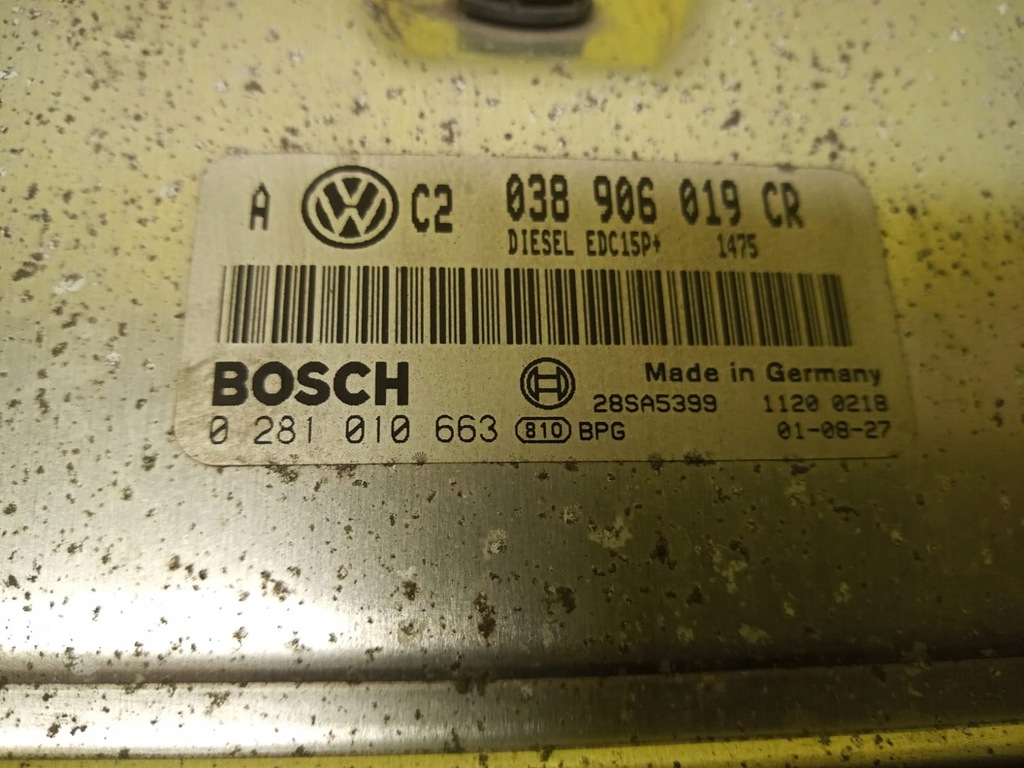 A VW C2 038 906 019 CR
DIESEL EDC15P+ 1475
BOSCH Made in Germany
28SA5399 1120 0218
0 281 010 663 810 BPG 01-08-27